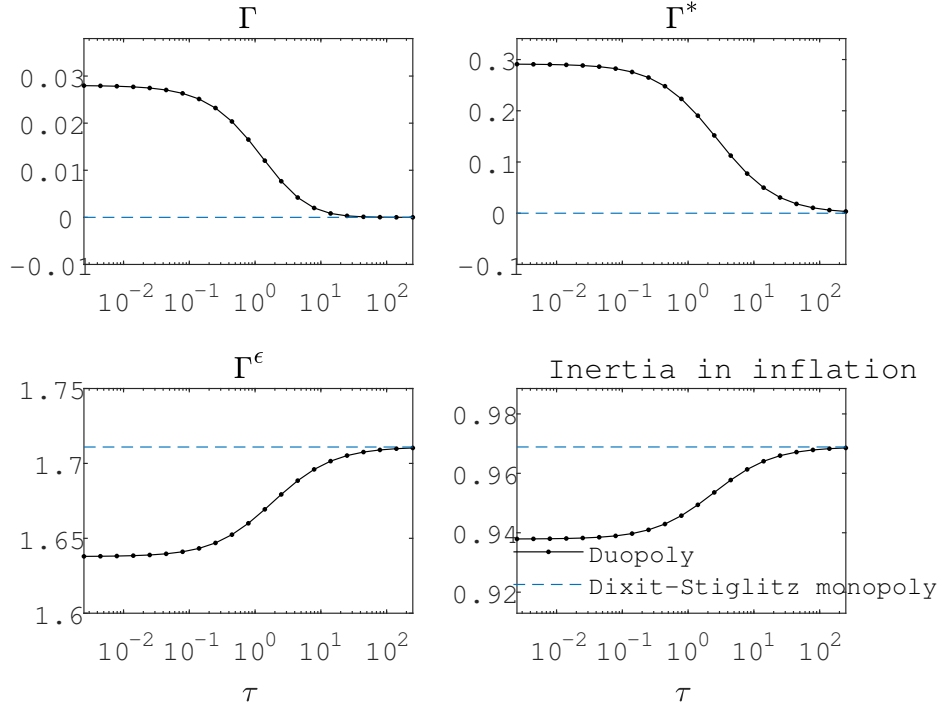 Γ
0.03
0.02
0.01
0
-0.01
10^-2 10^-1 10^0 10^1 10^2
Γ*
0.3
0.2
0.1
0
-0.1
10^-2 10^-1 10^0 10^1 10^2
Γ^ϵ
1.75
1.7
1.65
1.6
10^-2 10^-1 10^0 10^1 10^2
τ
Inertia in inflation
0.98
0.96
0.94
0.92
Duopoly
Dixit-Stiglitz monopoly
10^-2 10^-1 10^0 10^1 10^2
τ